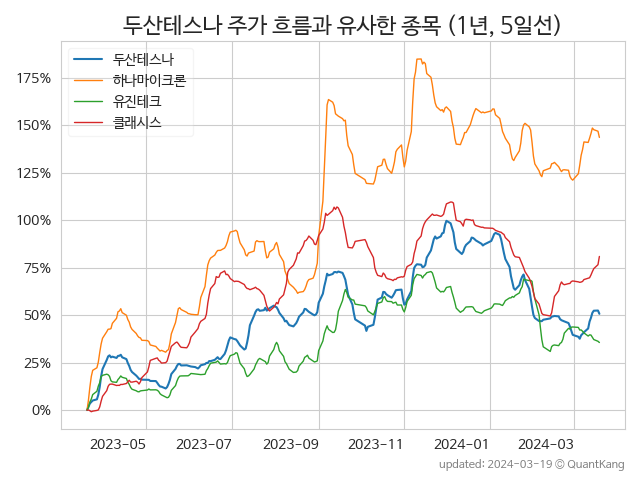 두산테스나 주가 흐름과 유사한 종목 (1년, 5일선)
두산테스나
하나마이크론
유진테크
클래시스
175%
150%
125%
100%
75%
50%
25%
0%
2023-05 2023-07 2023-09 2023-11 2024-01 2024-03
updated: 2024-03-19 © QuantKang